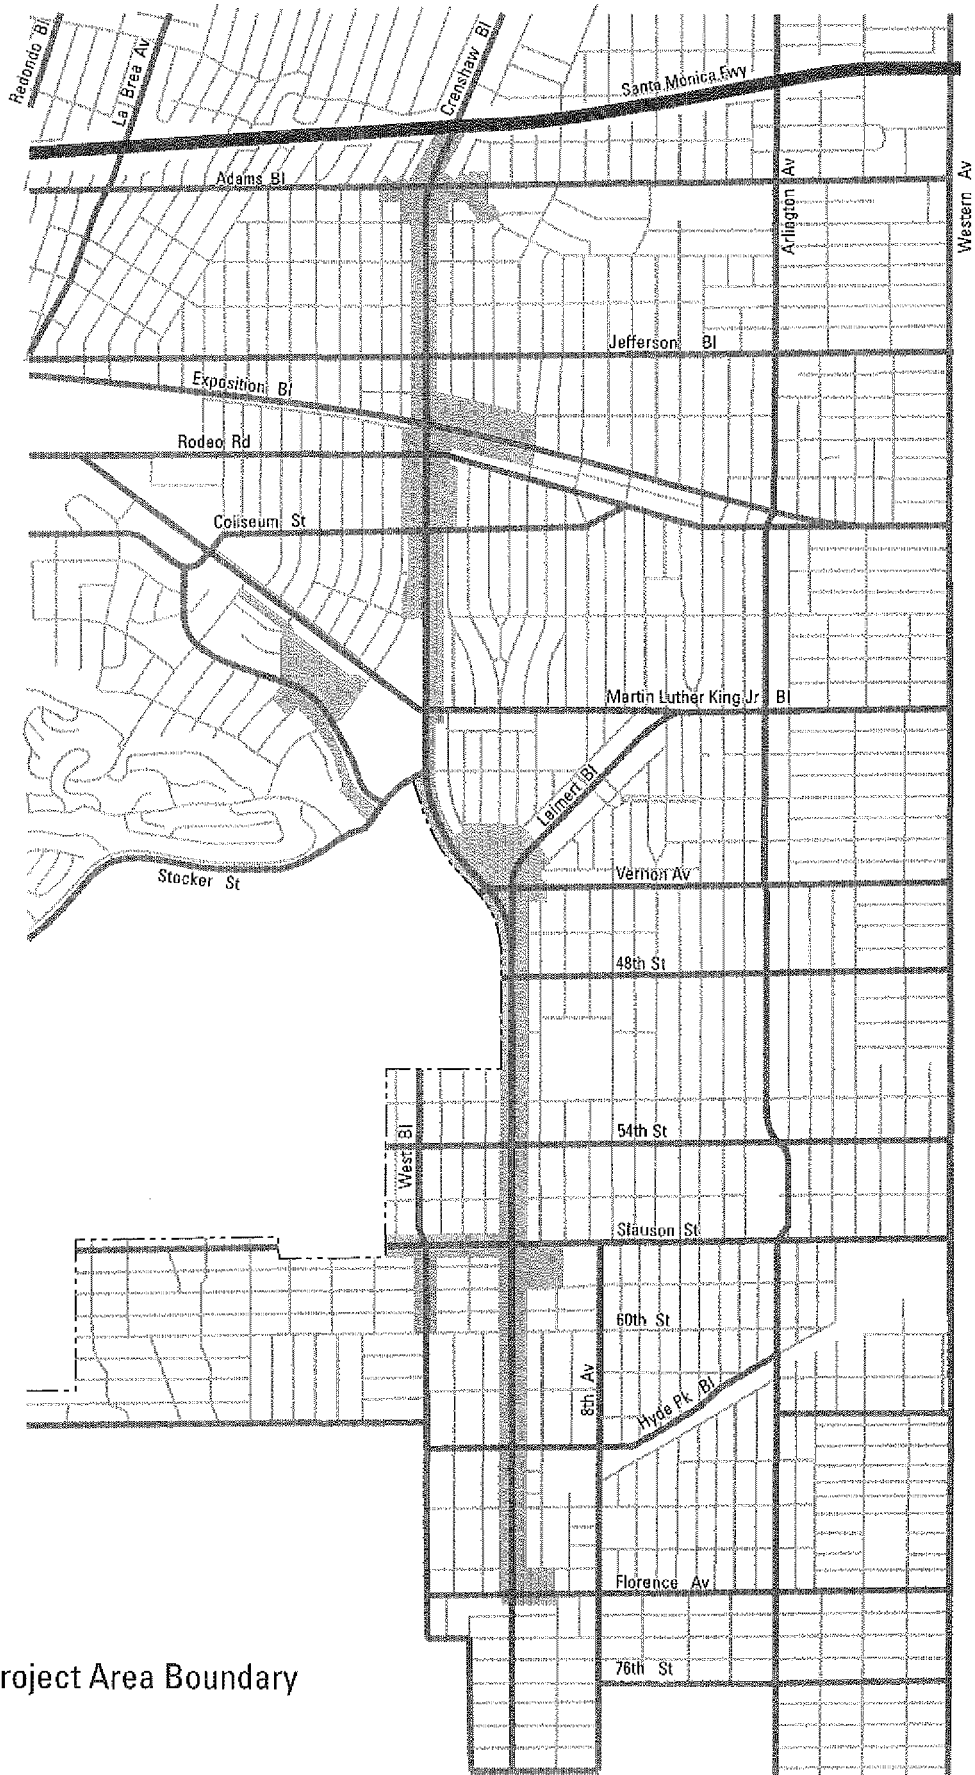 Redondo Bl
La Brea Av
Crenshaw Bl
Santa Monica Fwy
Adams Bl
Arlington Av
Western Av
Jefferson Bl
Exposition Bl
Rodeo Rd
Coliseum St
Martin Luther King Jr Bl
Leimert Bl
Stocker St
Vernon Av
48th St
West Bl
54th St
Slauson St
60th St
8th Av
Hyde Pk Bl
Florence Av
76th St
roject Area Boundary